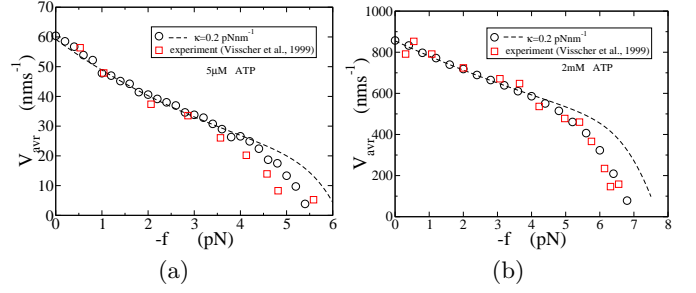 (nms⁻¹)
V_avr
70
60
50
40
30
20
10
0
κ=0.2 pNnm⁻¹
experiment (Visscher et al., 1999)
5μM ATP
0 1 2 3 4 5 6
-f (pN)
(a)
(nms⁻¹)
V_avr
1000
800
600
400
200
0
κ=0.2 pNnm⁻¹
experiment (Visscher et al., 1999)
2mM ATP
0 1 2 3 4 5 6 7 8
-f (pN)
(b)